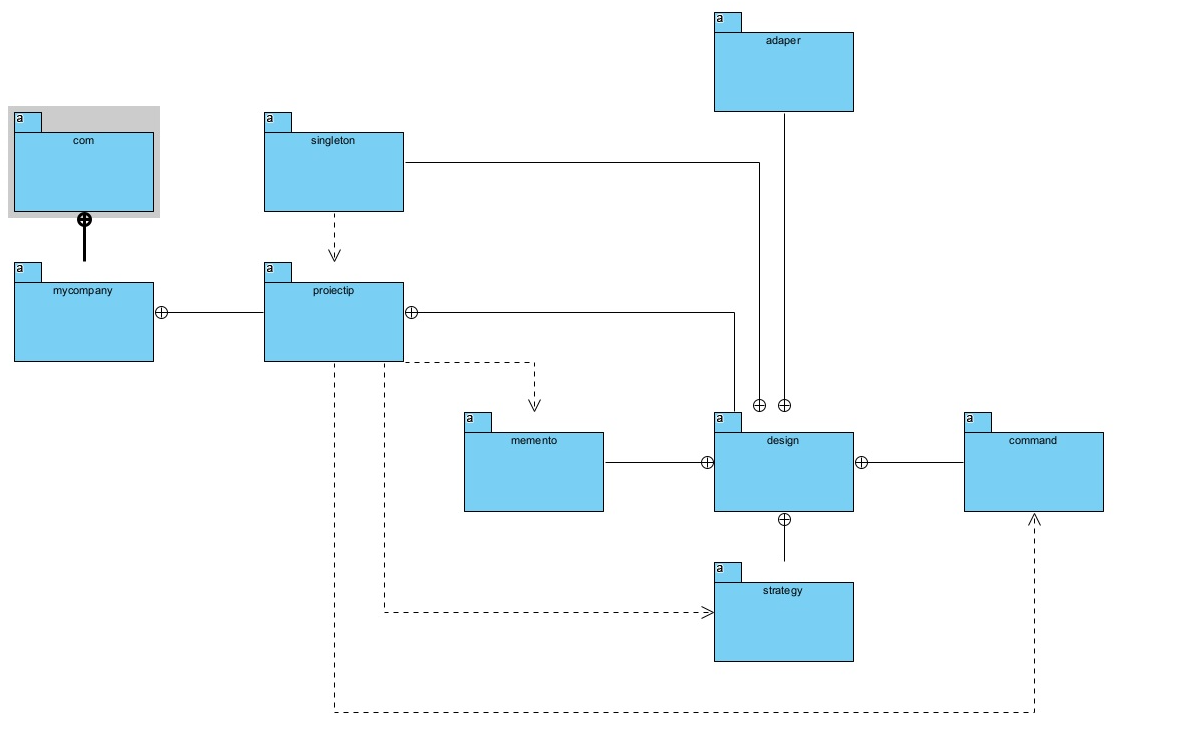 a
adaper
a
com
a
singleton
a
mycompany
a
proiectip
a
memento
a
design
a
command
a
strategy